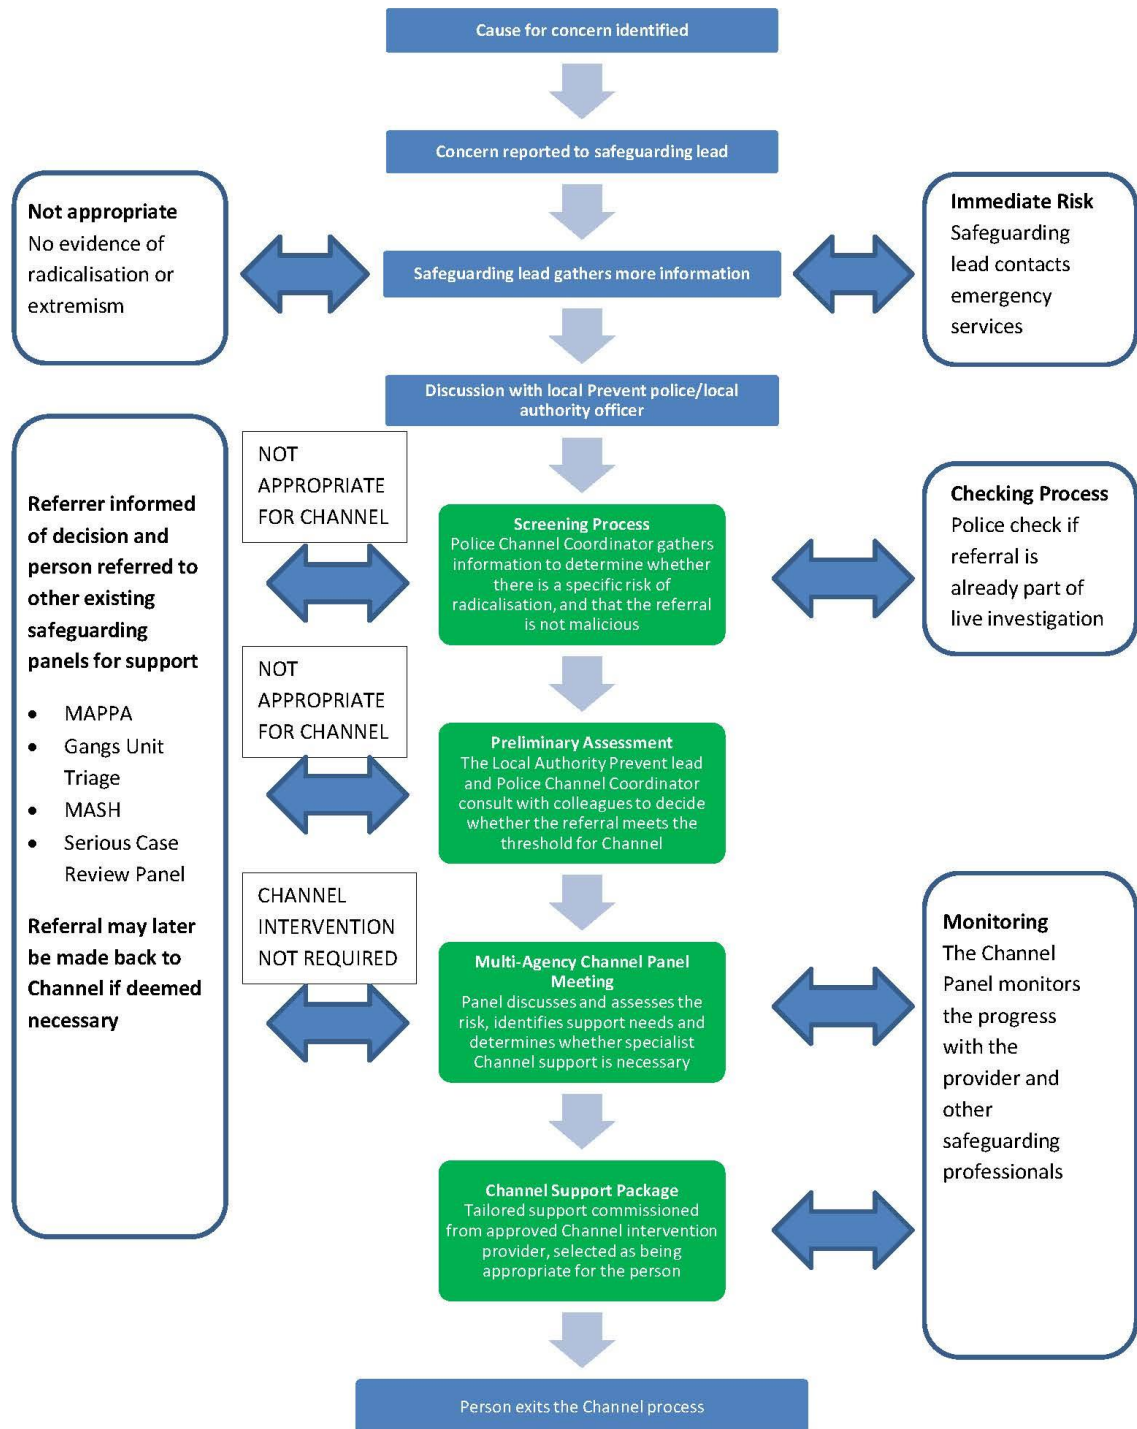 Cause for concern identified
Concern reported to safeguarding lead
Not appropriate
No evidence of
radicalisation or
extremism
Safeguarding lead gathers more information
Immediate Risk
Safeguarding
lead contacts
emergency
services
Discussion with local Prevent police/local
authority officer
Referrer informed
of decision and
person referred to
other existing
safeguarding
panels for support
• MAPPA
• Gangs Unit
Triage
• MASH
• Serious Case
Review Panel
Referral may later
be made back to
Channel if deemed
necessary
NOT
APPROPRIATE
FOR CHANNEL
Screening Process
Police Channel Coordinator gathers
information to determine whether
there is a specific risk of
radicalisation, and that the referral
is not malicious
Checking Process
Police check if
referral is
already part of
live investigation
NOT
APPROPRIATE
FOR CHANNEL
Preliminary Assessment
The Local Authority Prevent lead
and Police Channel Coordinator
consult with colleagues to decide
whether the referral meets the
threshold for Channel
CHANNEL
INTERVENTION
NOT REQUIRED
Multi-Agency Channel Panel
Meeting
Panel discusses and assesses the
risk, identifies support needs and
determines whether specialist
Channel support is necessary
Monitoring
The Channel
Panel monitors
the progress
with the
provider and
other
safeguarding
professionals
Channel Support Package
Tailored support commissioned
from approved Channel intervention
provider, selected as being
appropriate for the person
Person exits the Channel process